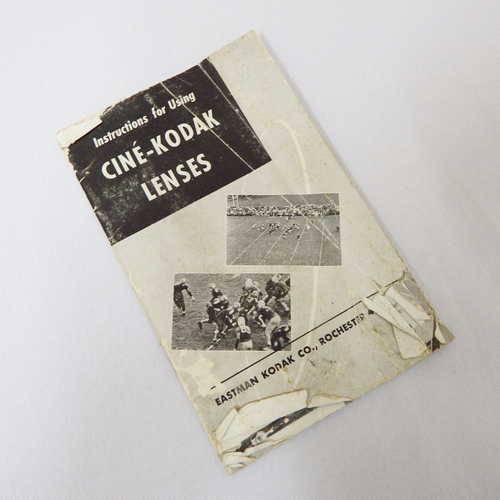 Instructions for Using
CINÉ-KODAK
LENSES
EASTMAN KODAK CO., ROCHESTER